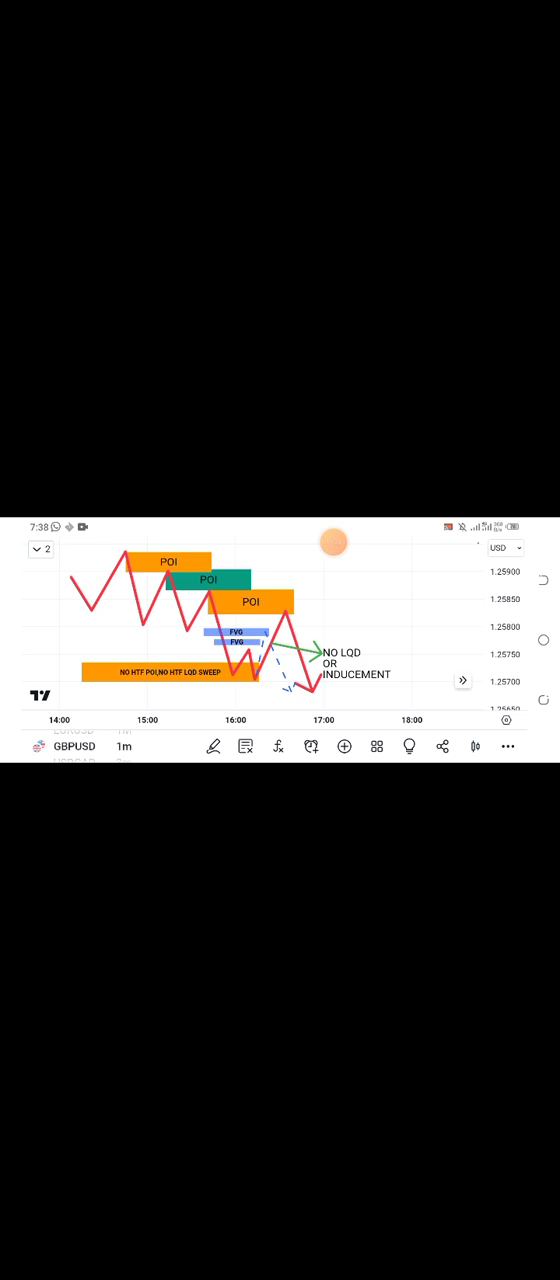 7:38
2
USD
POI
POI
POI
FVG
FVG
NO LQD
OR
INDUCEMENT
NO HTF POI,NO HTF LQD SWEEP
1.25900
1.25850
1.25800
1.25750
1.25700
1.25650
14:00 15:00 16:00 17:00 18:00
GBPUSD 1m